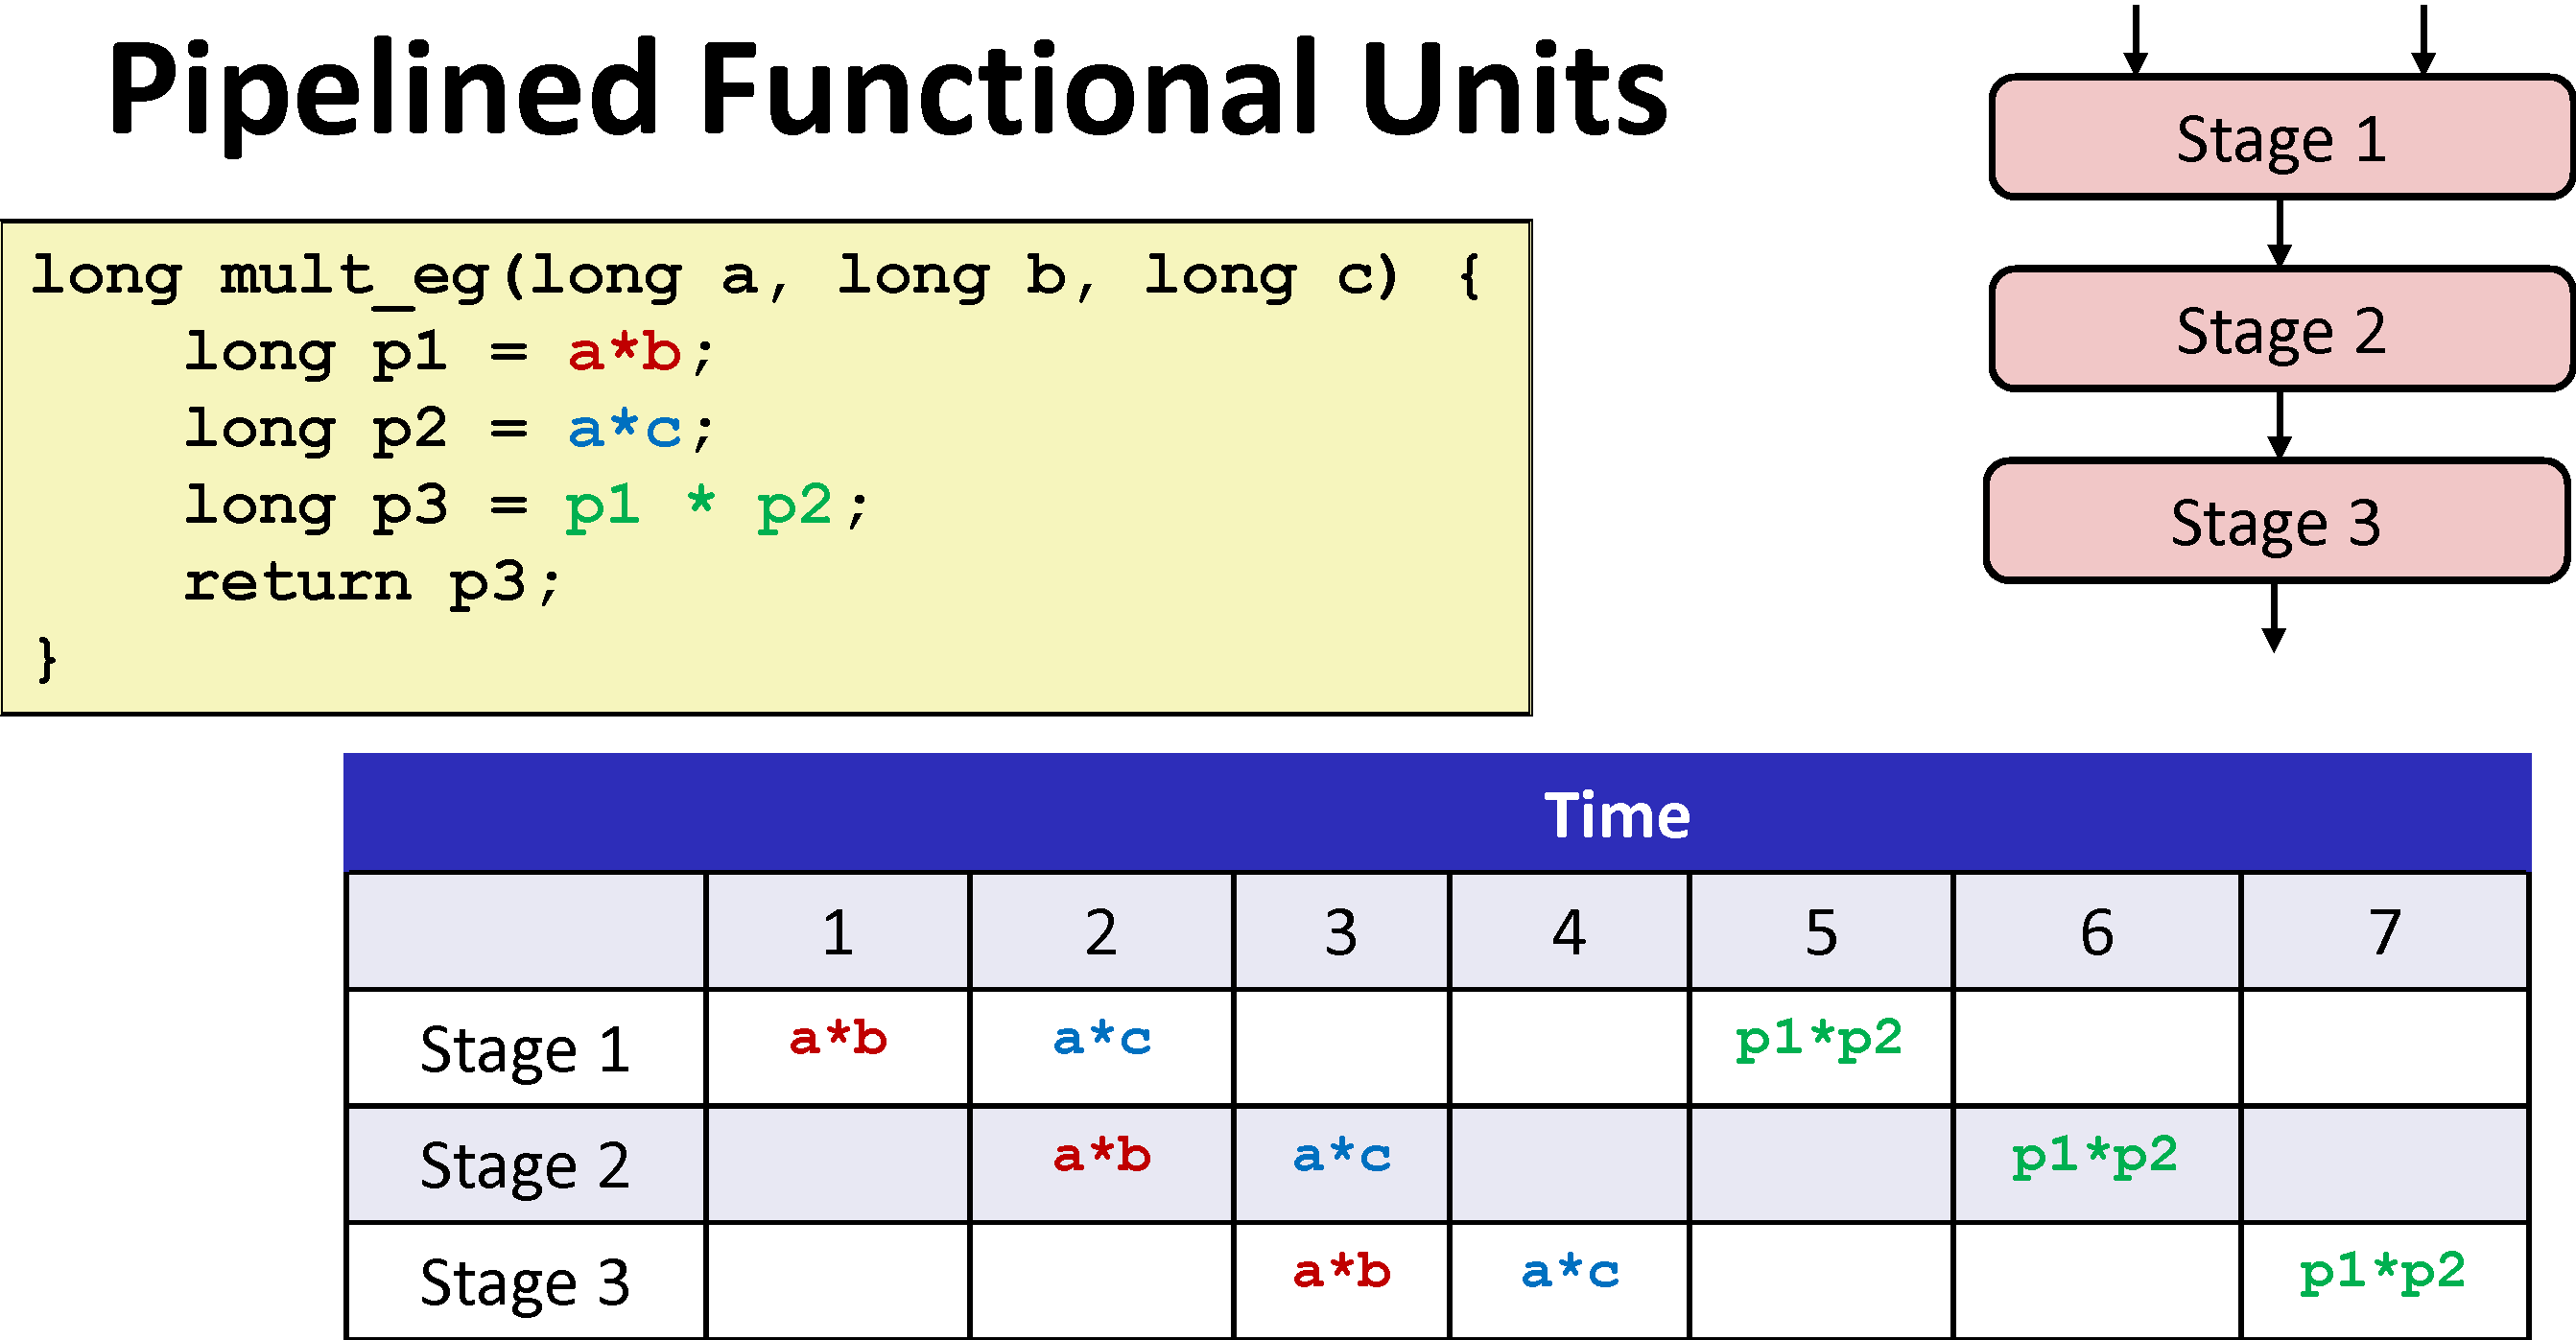 Pipelined Functional Units
Stage 1
Stage 2
Stage 3
long mult_eg(long a, long b, long c) {
    long p1 = a*b;
    long p2 = a*c;
    long p3 = p1 * p2;
    return p3;
}
Time
1 2 3 4 5 6 7
Stage 1 a*b a*c p1*p2
Stage 2 a*b a*c p1*p2
Stage 3 a*b a*c p1*p2